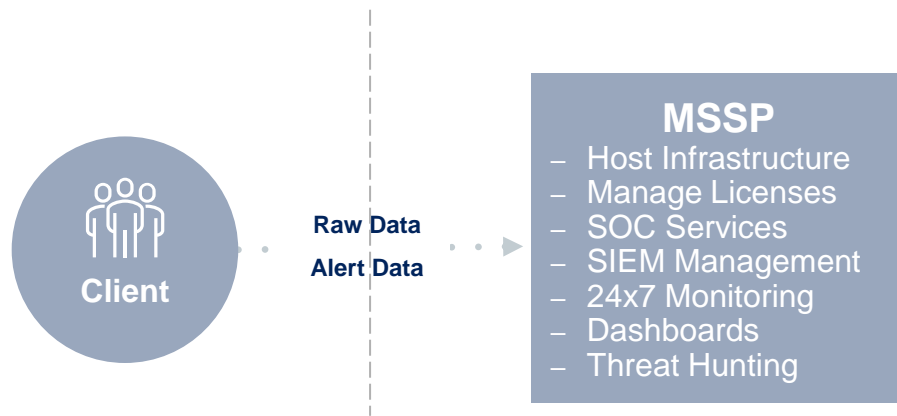 Client
Raw Data
Alert Data
MSSP
– Host Infrastructure
– Manage Licenses
– SOC Services
– SIEM Management
– 24x7 Monitoring
– Dashboards
– Threat Hunting